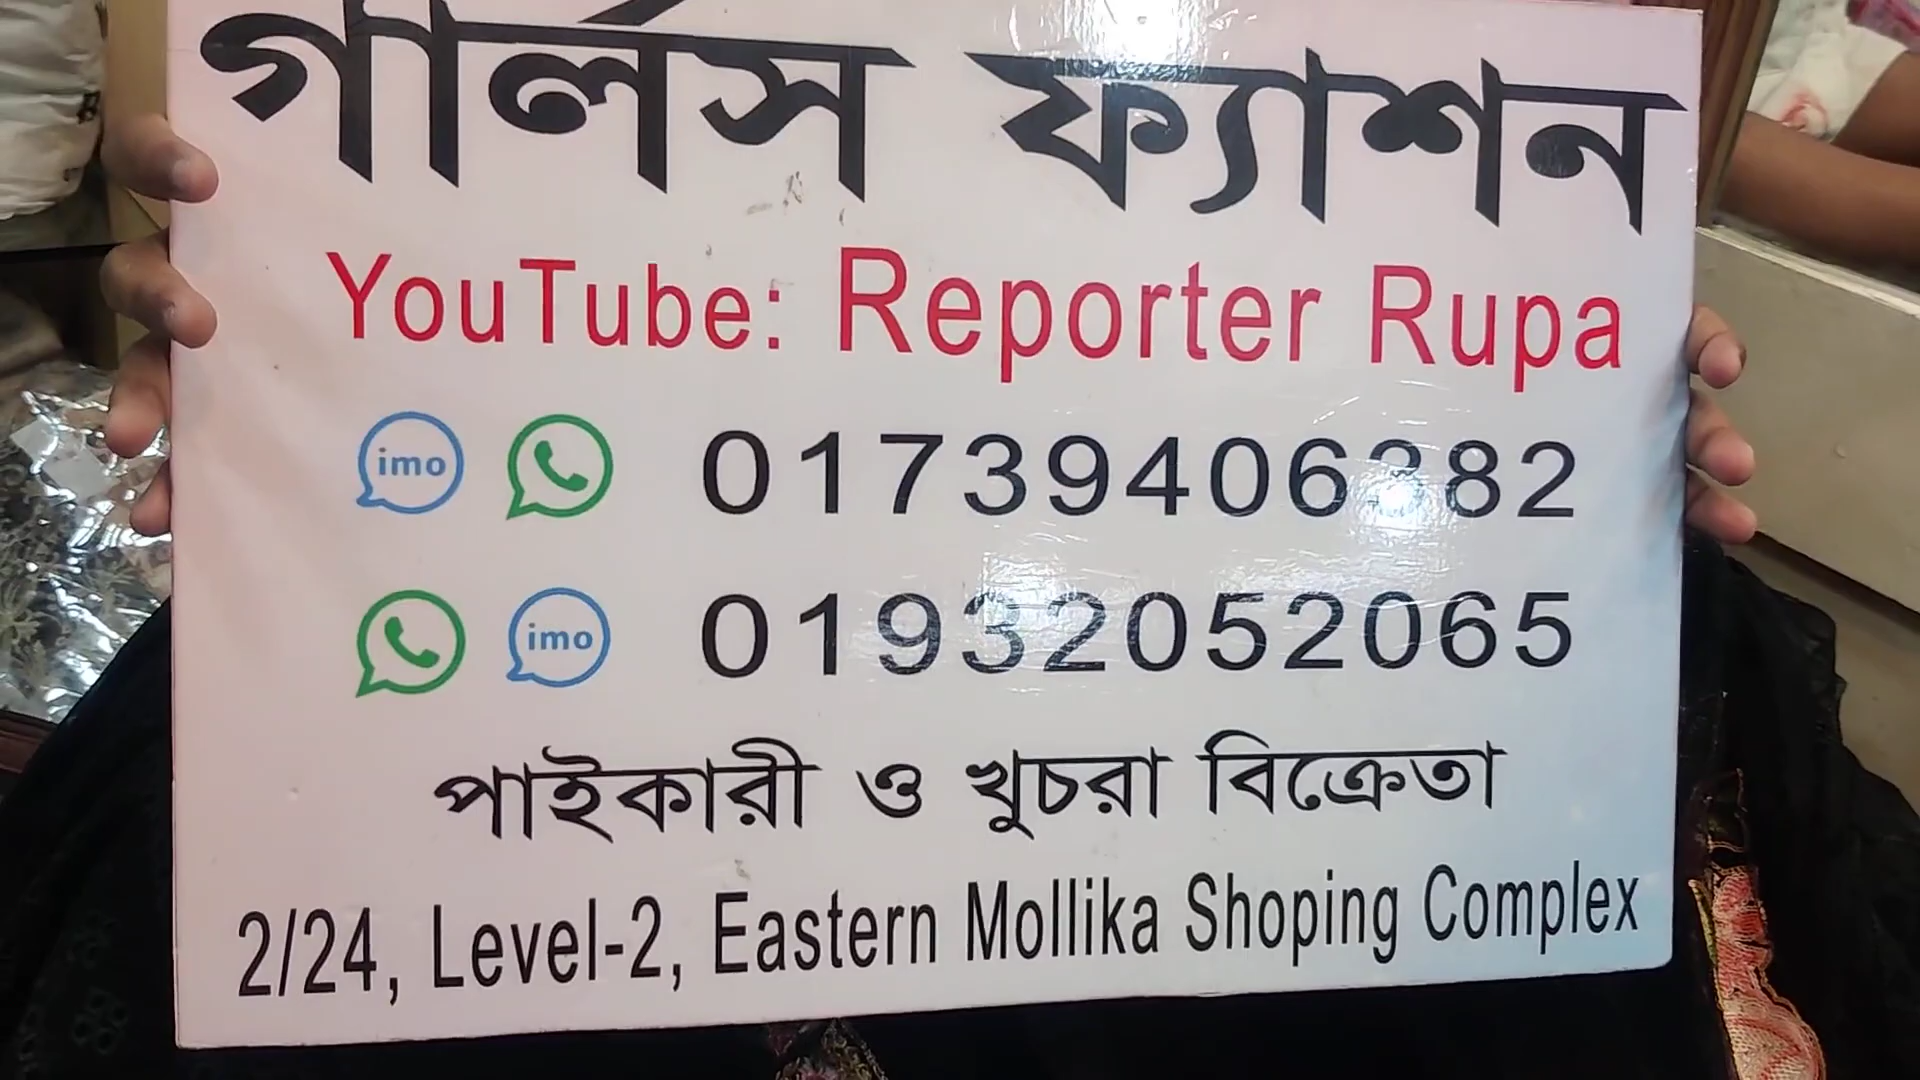 গার্লস ফ্যাশন
YouTube: Reporter Rupa
imo 01739406382
imo 01932052065
পাইকারী ও খুচরা বিক্রেতা
2/24, Level-2, Eastern Mollika Shoping Complex